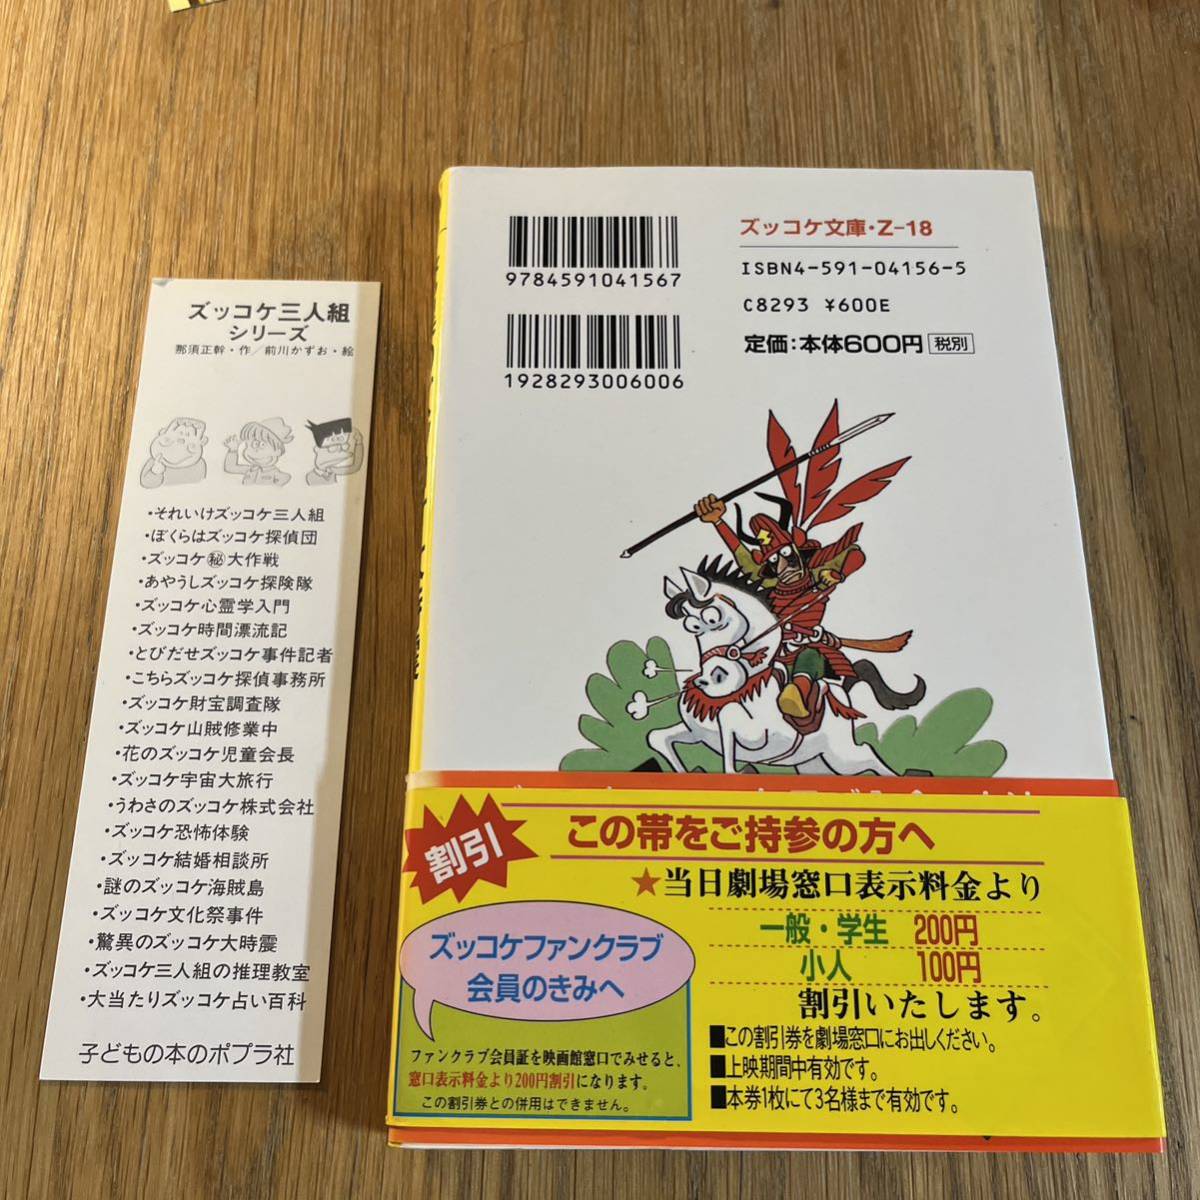 ズッコケ三人組
シリーズ
那須正幹・作／前川かずお・絵
・それいけズッコケ三人組
・ぼくらはズッコケ探偵団
・ズッコケ㊙大作戦
・あやうしズッコケ探険隊
・ズッコケ心霊学入門
・ズッコケ時間漂流記
・とびだせズッコケ事件記者
・こちらズッコケ探偵事務所
・ズッコケ財宝調査隊
・ズッコケ山賊修業中
・花のズッコケ児童会長
・ズッコケ宇宙大旅行
・うわさのズッコケ株式会社
・ズッコケ恐怖体験
・ズッコケ結婚相談所
・謎のズッコケ海賊島
・ズッコケ文化祭事件
・驚異のズッコケ大時震
・ズッコケ三人組の推理教室
・大当たりズッコケ占い百科
子どもの本のポプラ社
9784591041567
1928293006006
ズッコケ文庫・Z-18
ISBN4-591-04156-5
C8293 ¥600E
定価:本体600円 税別
割引
この帯をご持参の方へ
★当日劇場窓口表示料金より
一般・学生 200円
小人 100円
割引いたします。
■この割引券を劇場窓口にお出しください。
■上映期間中有効です。
■本券1枚にて3名様まで有効です。
ズッコケファンクラブ
会員のきみへ
ファンクラブ会員証を映画館窓口でみせると、
窓口表示料金より200円割引になります。
この割引券との併用はできません。